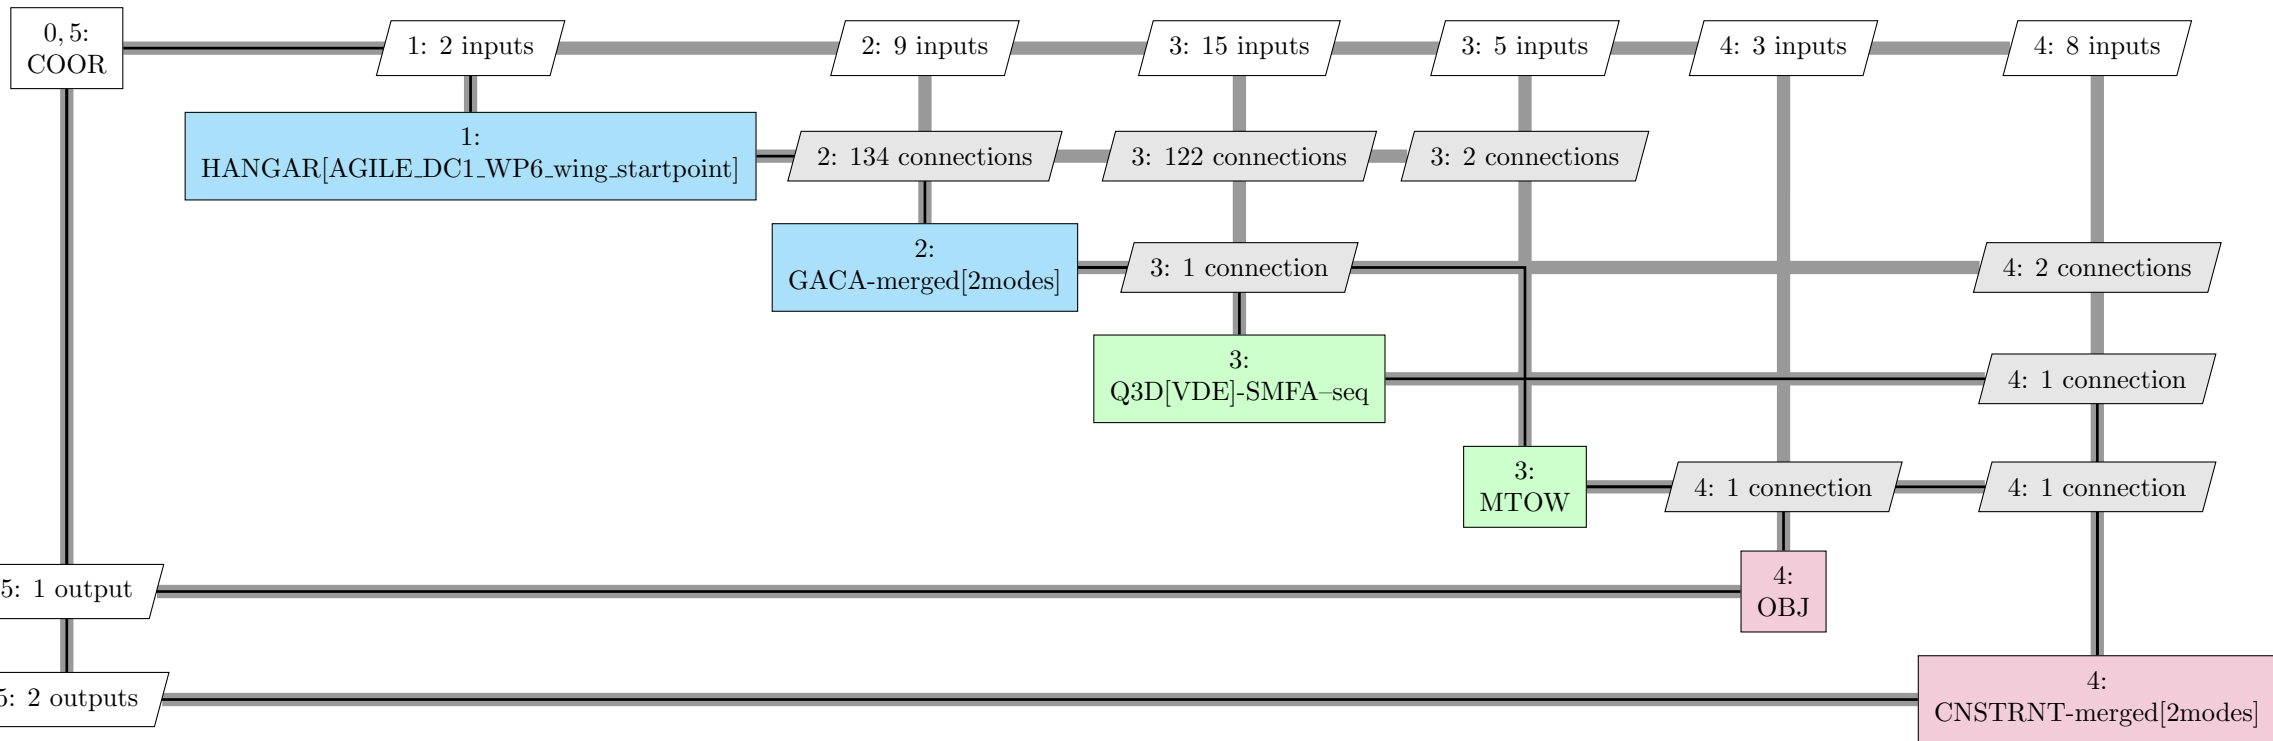 0, 5:
COOR
1: 2 inputs
2: 9 inputs
3: 15 inputs
3: 5 inputs
4: 3 inputs
4: 8 inputs
1:
HANGAR[AGILE_DC1_WP6_wing_startpoint]
2: 134 connections
3: 122 connections
3: 2 connections
2:
GACA-merged[2modes]
3: 1 connection
4: 2 connections
3:
Q3D[VDE]-SMFA–seq
4: 1 connection
3:
MTOW
4: 1 connection
4: 1 connection
5: 1 output
4:
OBJ
5: 2 outputs
4:
CNSTRNT-merged[2modes]